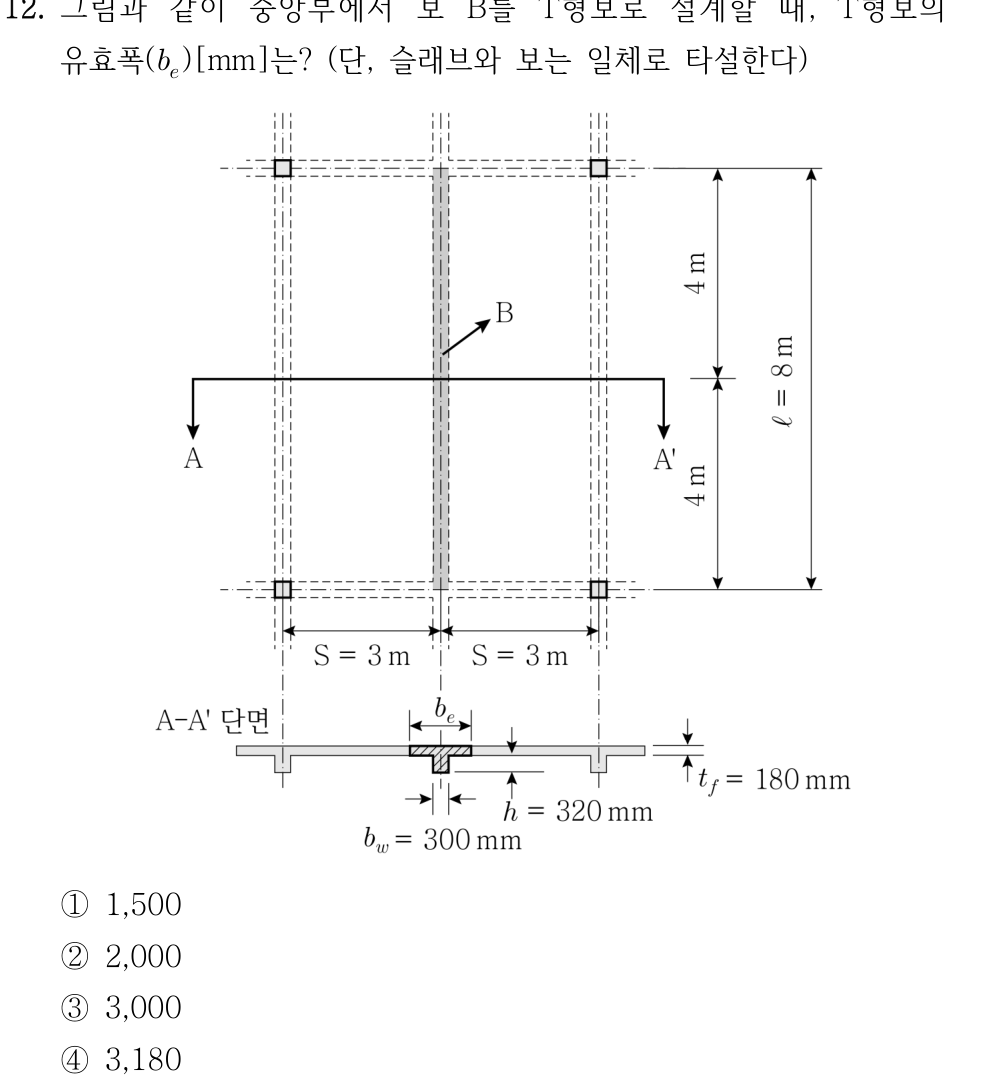 12. 그림과 같이 중앙부에서 보 B를 T형보로 설계할 때, T형보의
유효폭(bₑ)[mm]는? (단, 슬래브와 보는 일체로 타설한다)
4 m
B
ℓ = 8 m
A
A'
4 m
S = 3 m
S = 3 m
A-A' 단면
bₑ
t_f = 180 mm
h = 320 mm
b_w = 300 mm
① 1,500
② 2,000
③ 3,000
④ 3,180